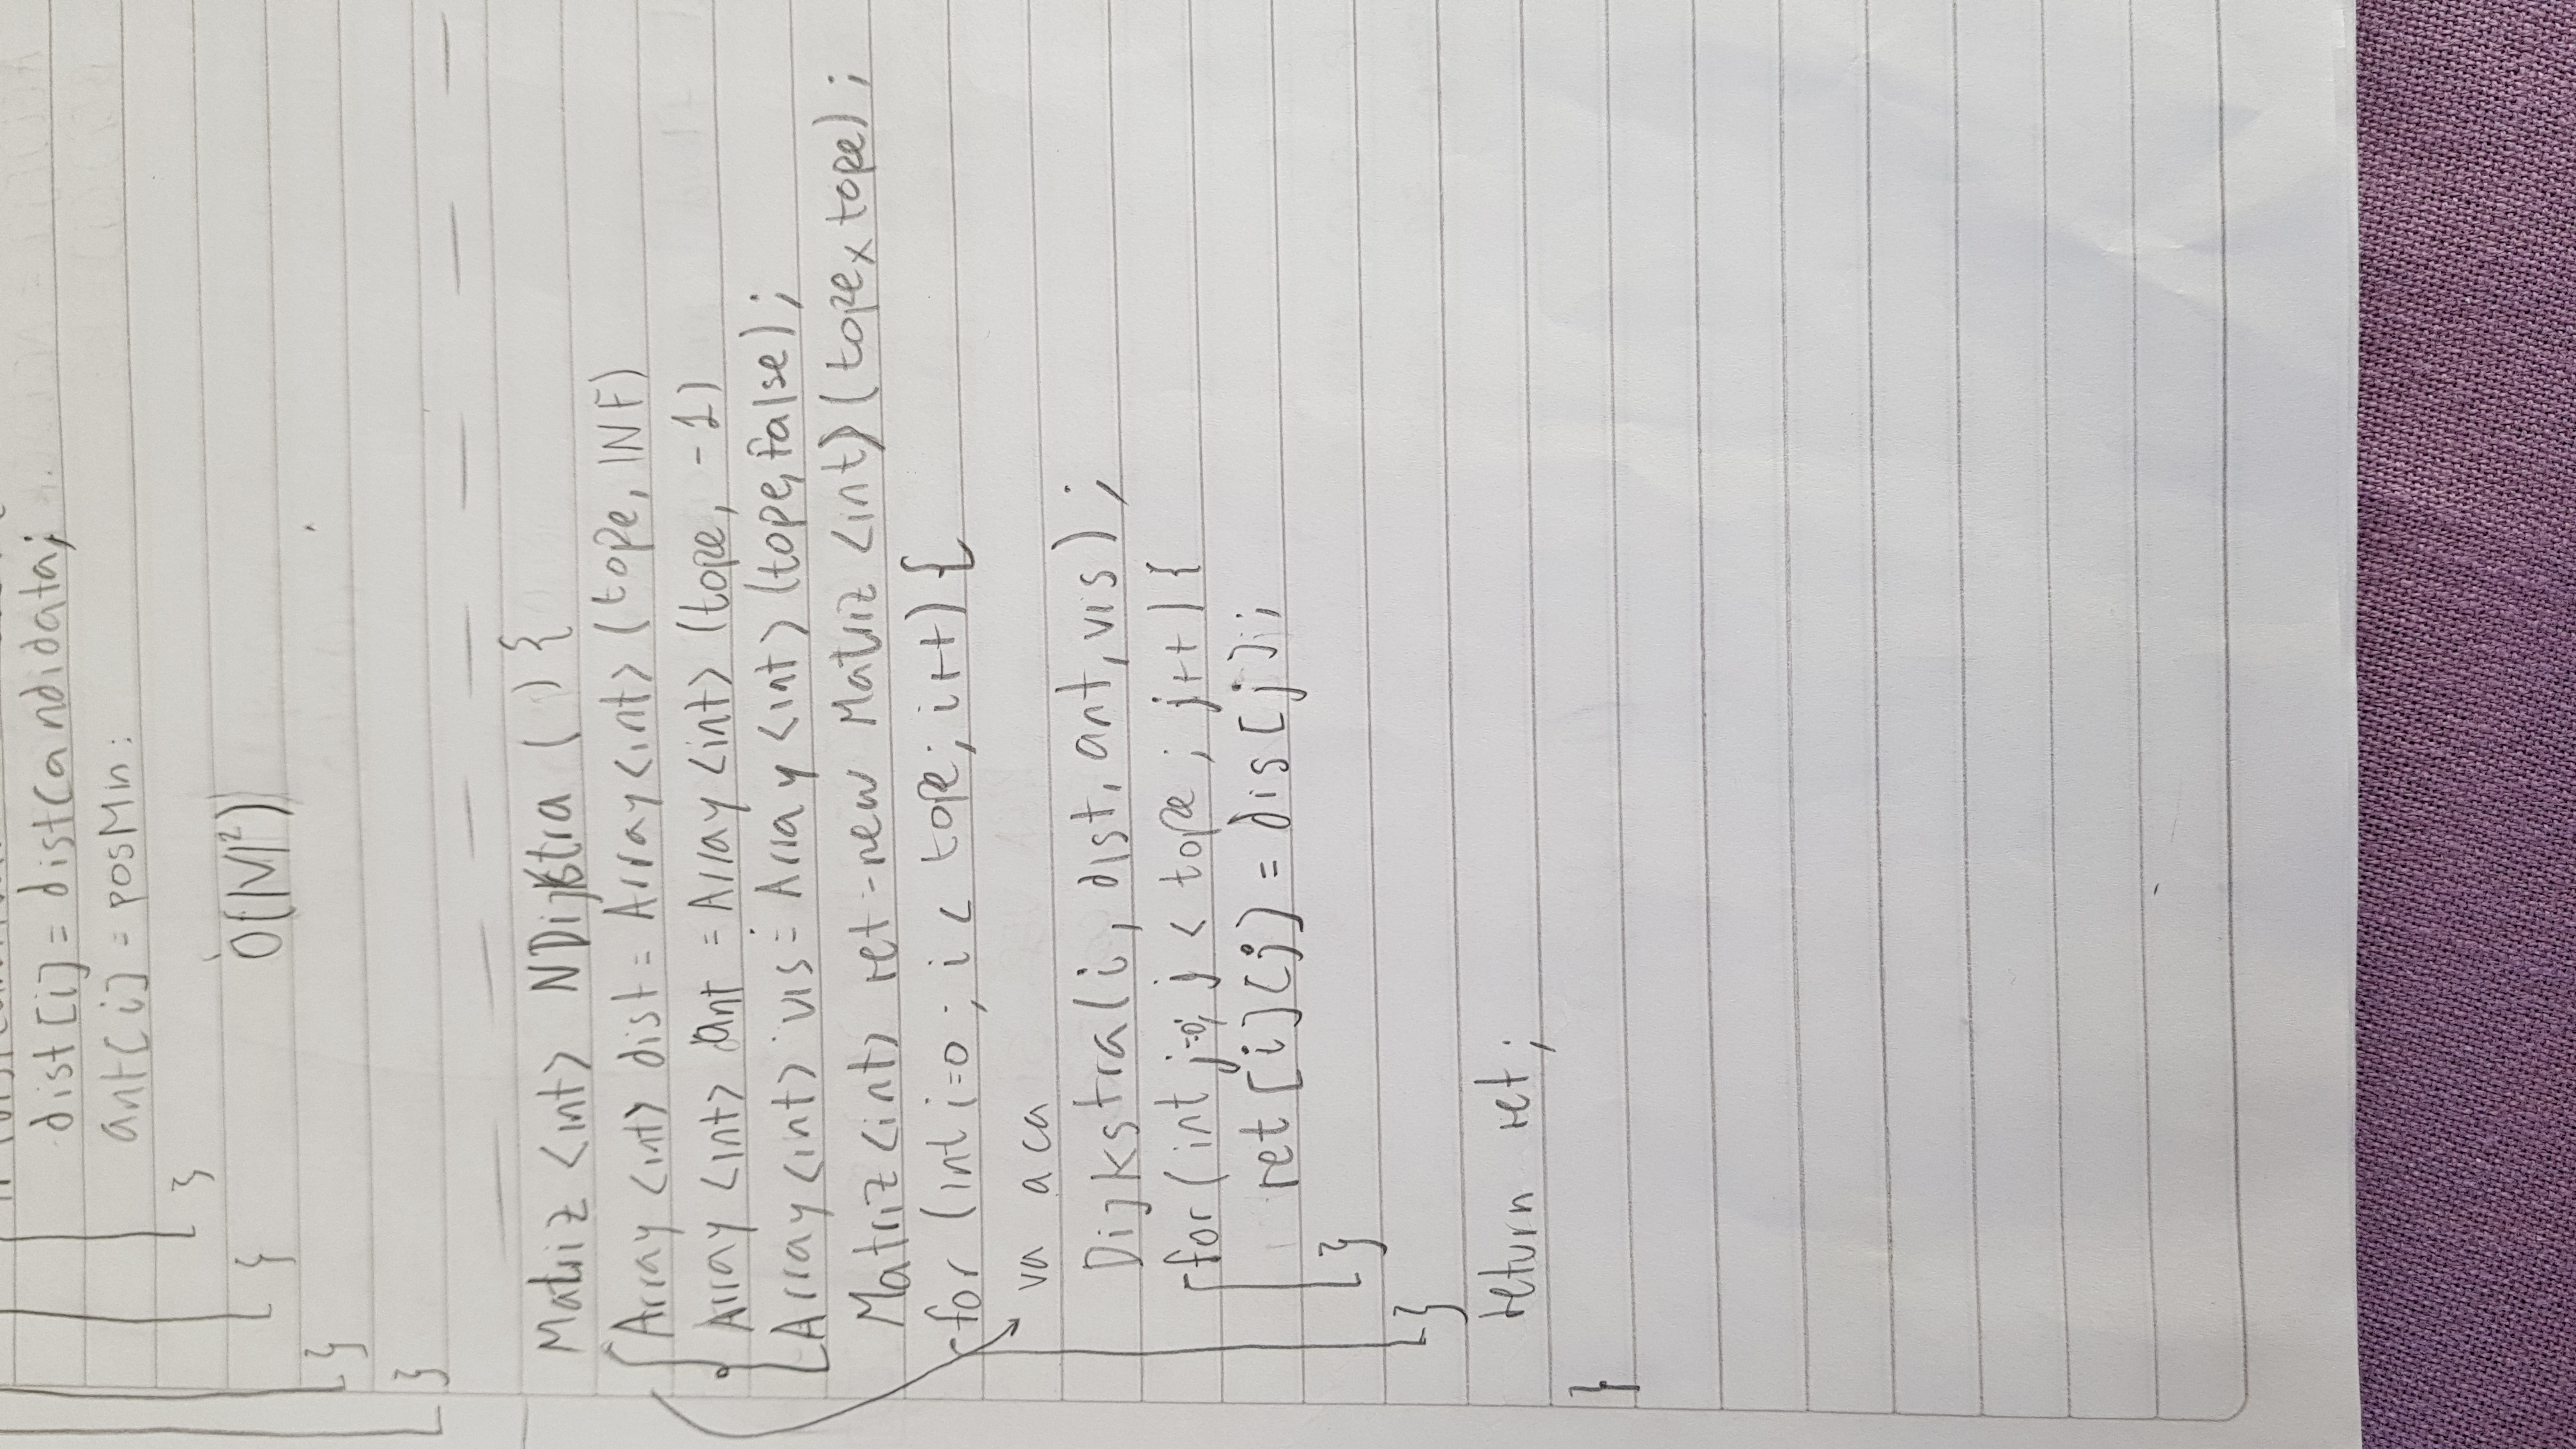 dist[i] = distCandidata;
ant[i] = posMin;
}
}
O(|V|²)
}
}
Matriz <int> NDijkstra ( ) {
Array <int> dist = Array <int> (tope, INF)
Array <int> ant = Array <int> (tope, -1)
Array <int> vis = Array <int> (tope, false);
Matriz <int> ret = new Matriz <int> (tope x tope);
for (int i=0; i < tope; i++) {
va aca
Dijkstra(i, dist, ant, vis);
for (int j=0; j < tope; j++) {
ret [i][j] = dis[j];
}
}
return ret;
}